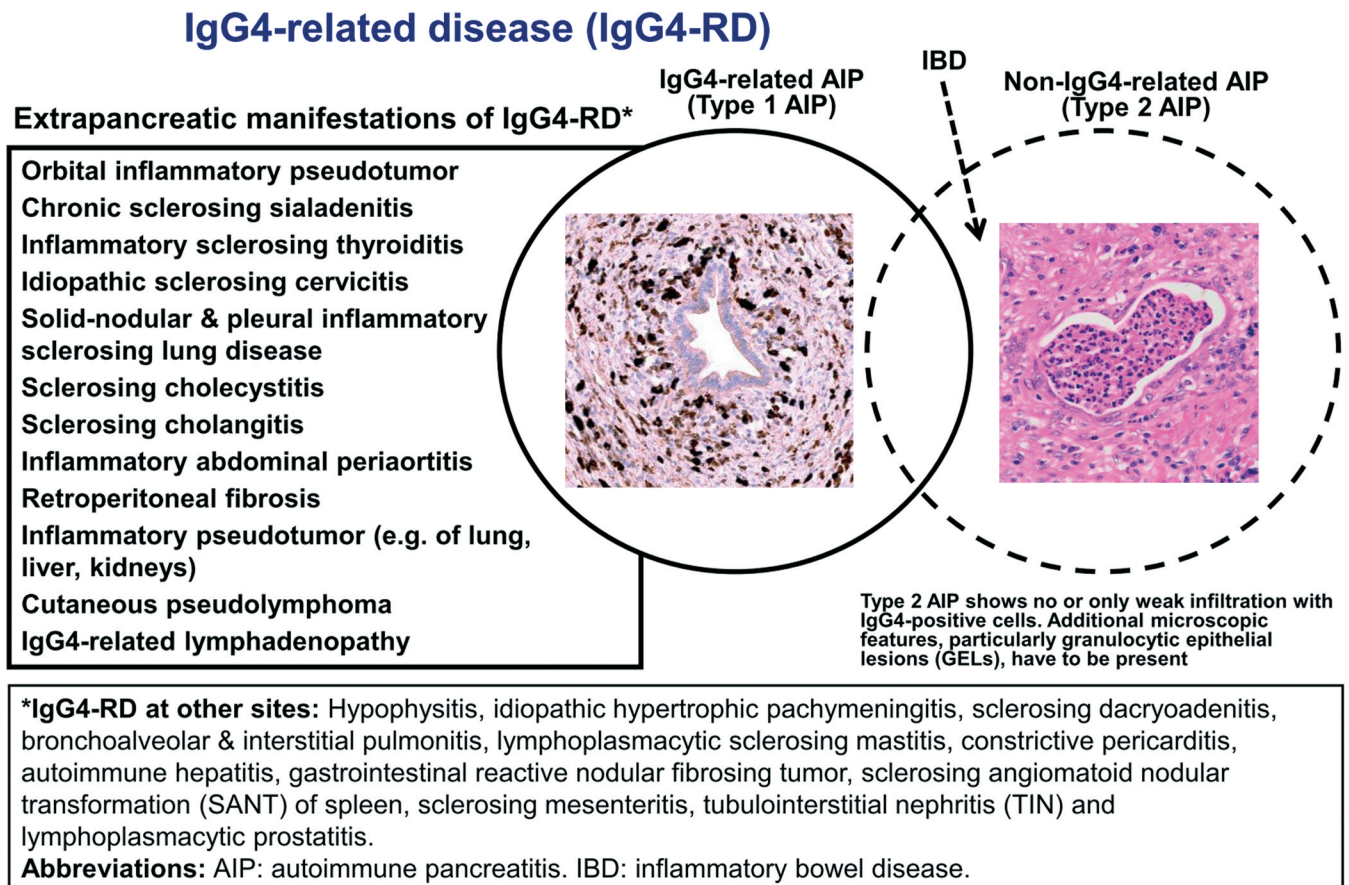 IgG4-related disease (IgG4-RD)
IgG4-related AIP
(Type 1 AIP)
IBD
Non-IgG4-related AIP
(Type 2 AIP)
Extrapancreatic manifestations of IgG4-RD*
Orbital inflammatory pseudotumor
Chronic sclerosing sialadenitis
Inflammatory sclerosing thyroiditis
Idiopathic sclerosing cervicitis
Solid-nodular & pleural inflammatory
sclerosing lung disease
Sclerosing cholecystitis
Sclerosing cholangitis
Inflammatory abdominal periaortitis
Retroperitoneal fibrosis
Inflammatory pseudotumor (e.g. of lung,
liver, kidneys)
Cutaneous pseudolymphoma
IgG4-related lymphadenopathy
Type 2 AIP shows no or only weak infiltration with
IgG4-positive cells. Additional microscopic
features, particularly granulocytic epithelial
lesions (GELs), have to be present
*IgG4-RD at other sites: Hypophysitis, idiopathic hypertrophic pachymeningitis, sclerosing dacryoadenitis,
bronchoalveolar & interstitial pulmonitis, lymphoplasmacytic sclerosing mastitis, constrictive pericarditis,
autoimmune hepatitis, gastrointestinal reactive nodular fibrosing tumor, sclerosing angiomatoid nodular
transformation (SANT) of spleen, sclerosing mesenteritis, tubulointerstitial nephritis (TIN) and
lymphoplasmacytic prostatitis.
Abbreviations: AIP: autoimmune pancreatitis. IBD: inflammatory bowel disease.